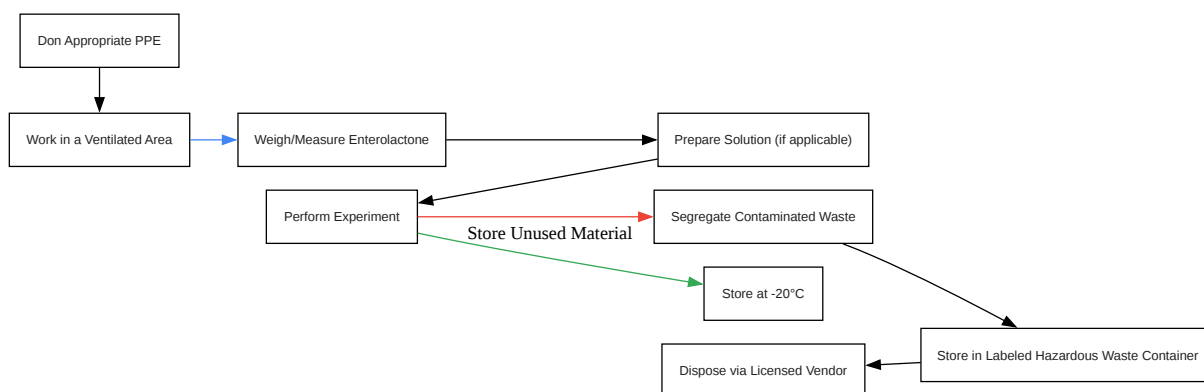 Don Appropriate PPE
Work in a Ventilated Area
Weigh/Measure Enterolactone
Prepare Solution (if applicable)
Perform Experiment
Segregate Contaminated Waste
Store Unused Material
Store at -20°C
Store in Labeled Hazardous Waste Container
Dispose via Licensed Vendor